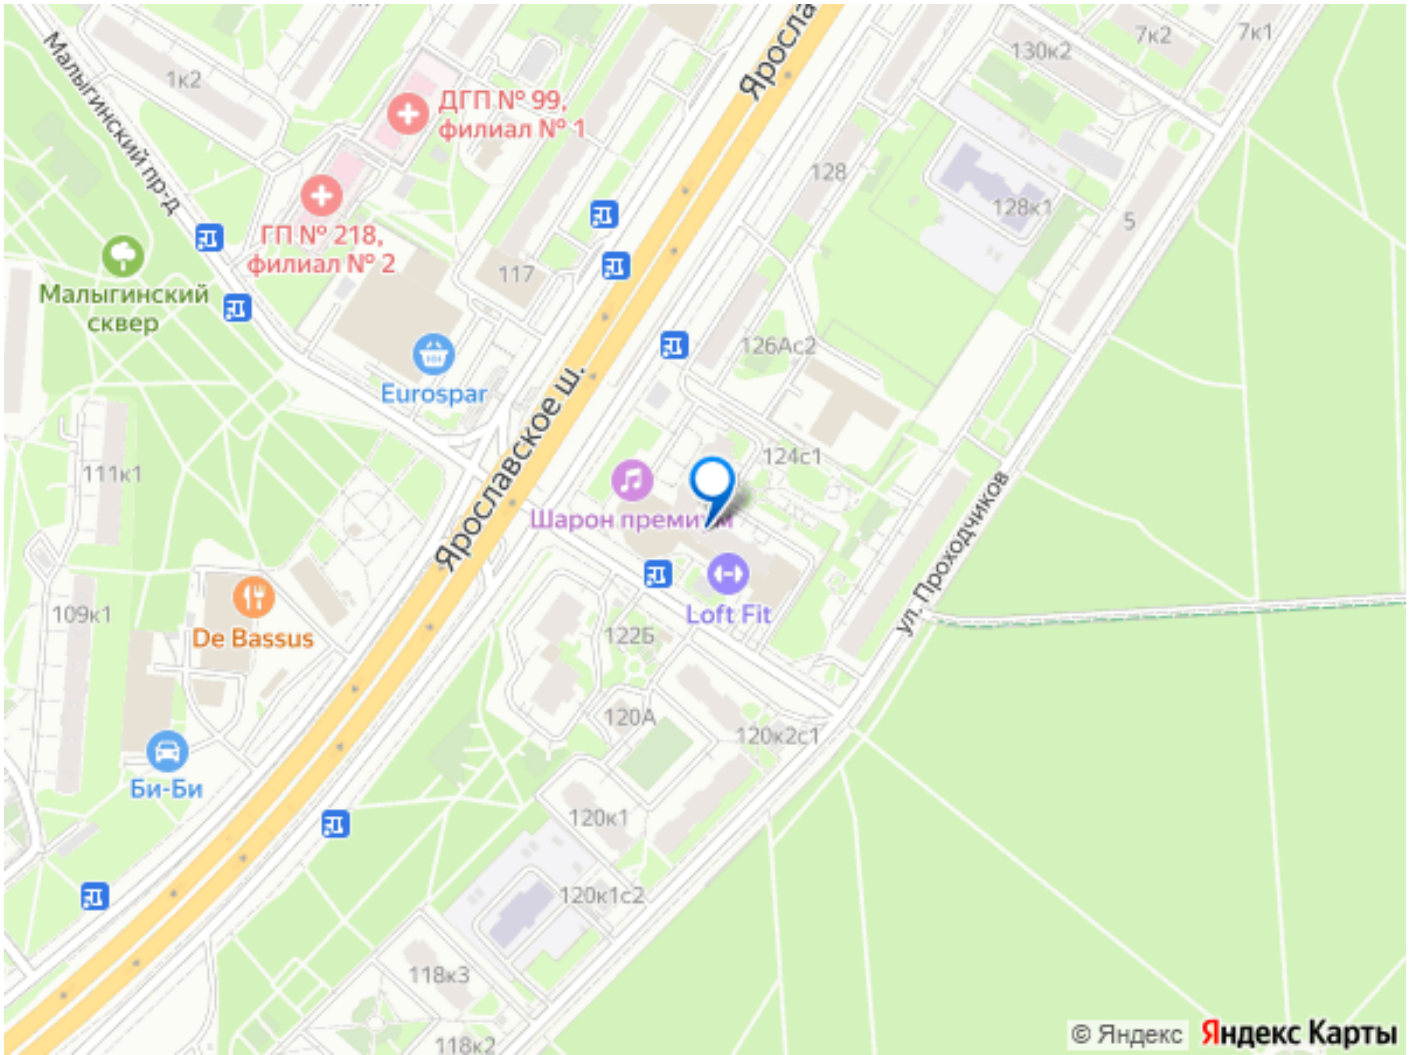 Яросла
1к2
130к2
7к2
7к1
Малыгинский пр-д
ДГП № 99,
филиал № 1
128
128к1
5
ГП № 218,
филиал № 2
117
Малыгинский
сквер
126Ас2
Eurospar
Ярославское ш.
111к1
124с1
Шарон премиум
ул. Проходчиков
109к1
De Bassus
Loft Fit
122Б
120А
120к2с1
Би-Би
120к1
120к1с2
118к3
118к2
© Яндекс
Яндекс Карты